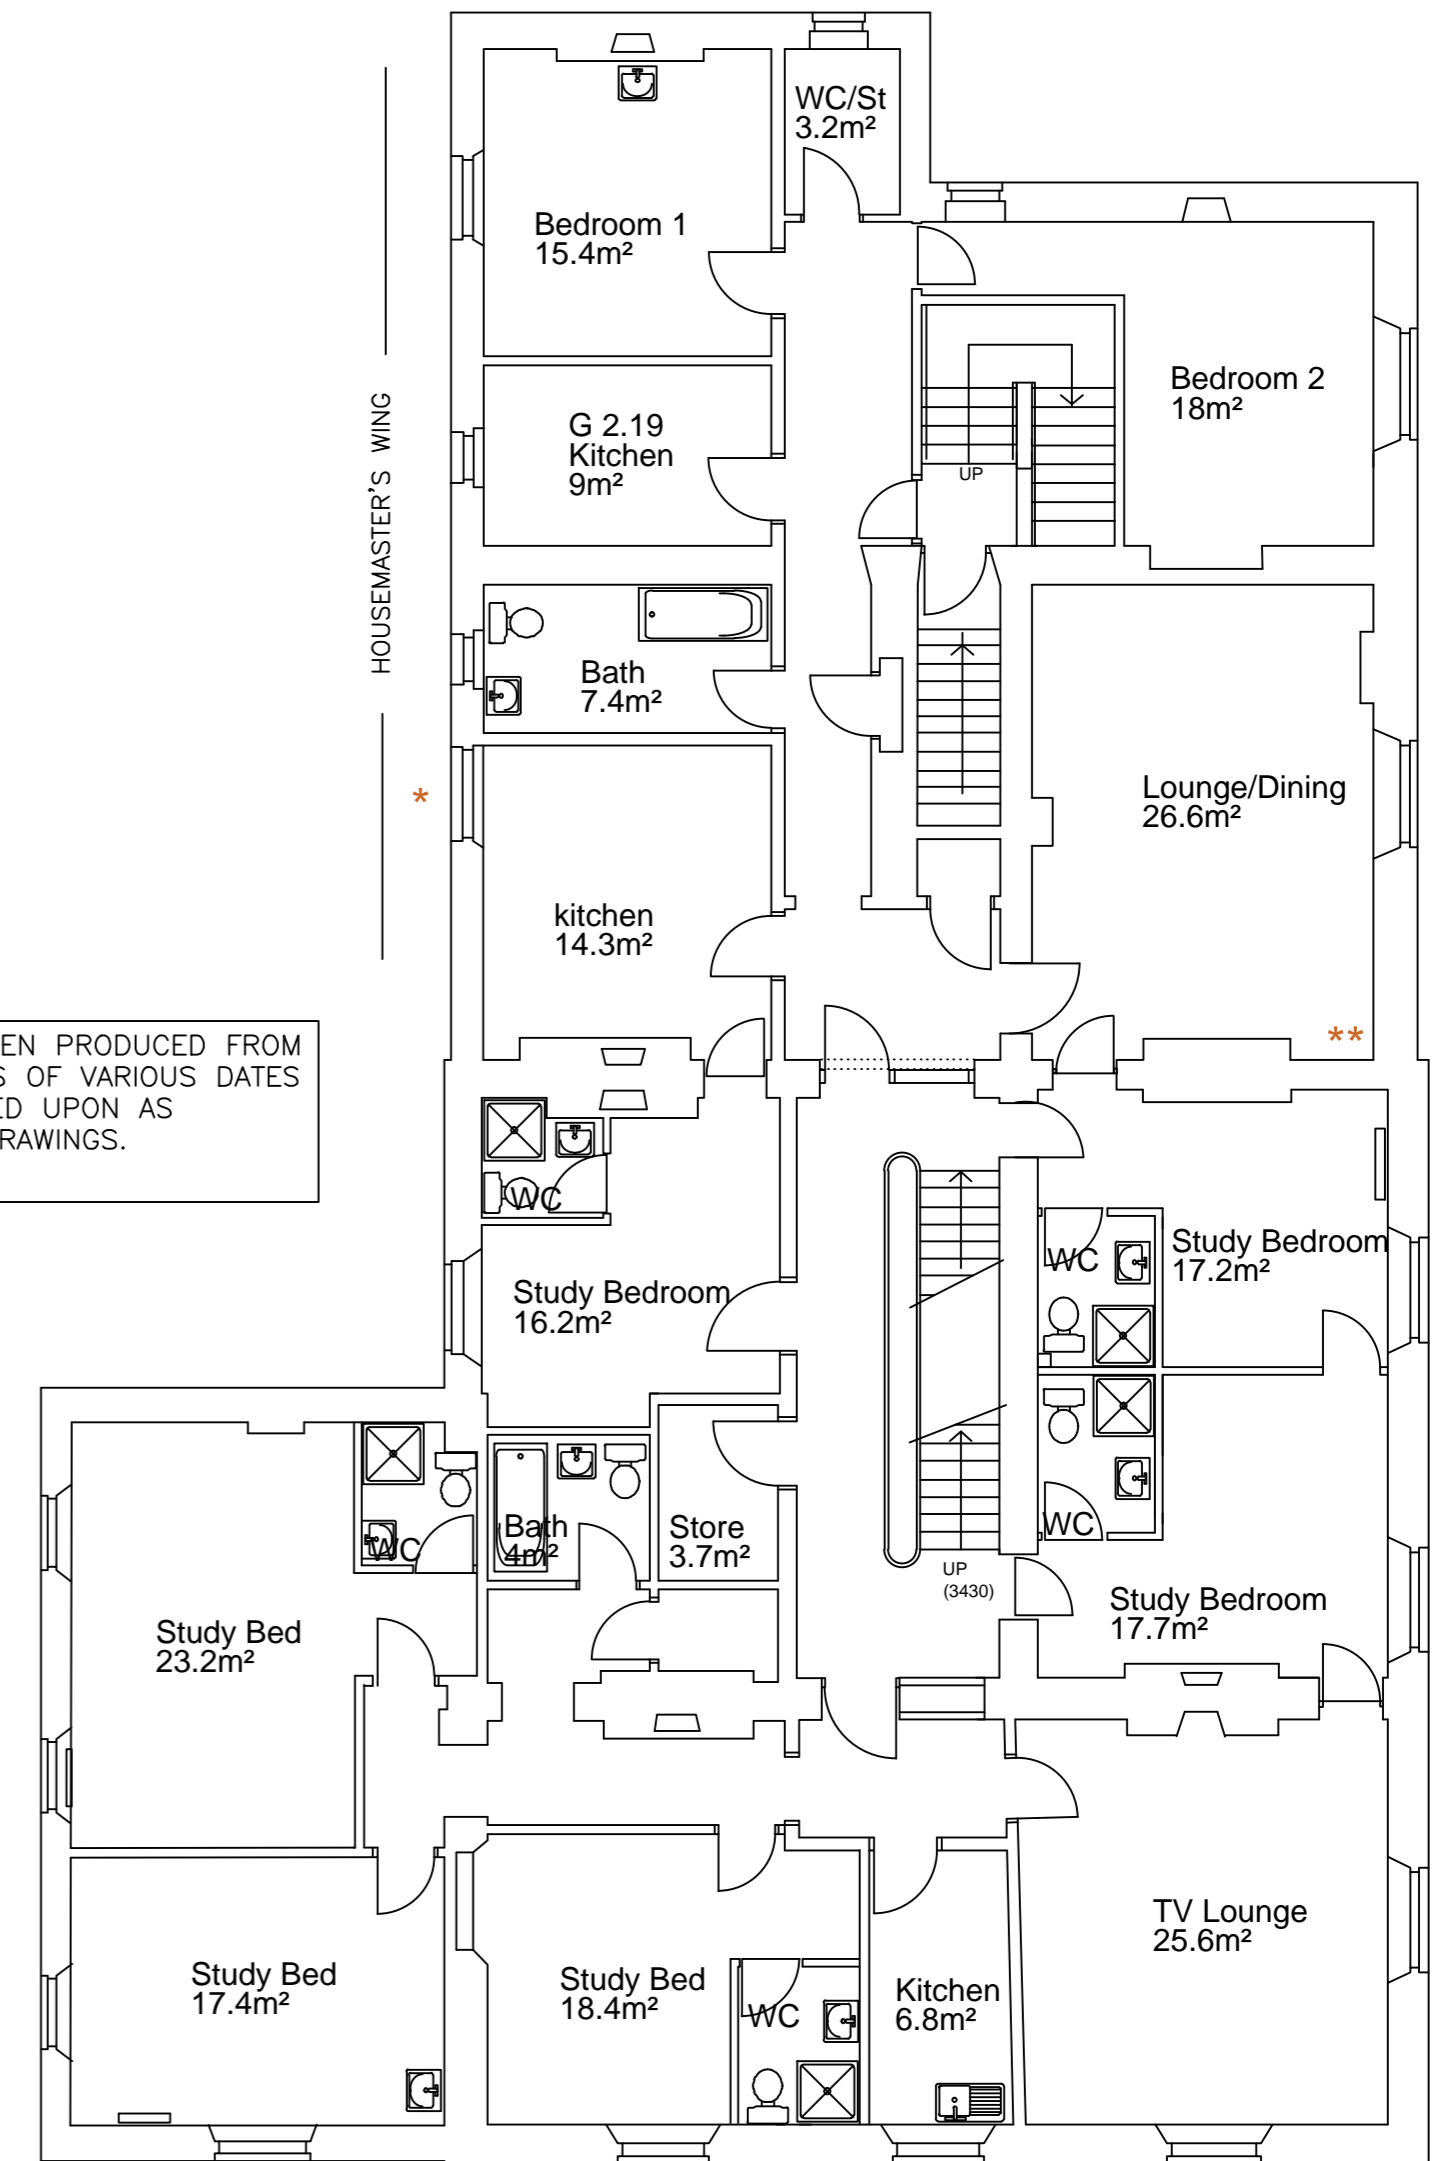 WC/St
3.2m²
Bedroom 1
15.4m²
Bedroom 2
18m²
G 2.19
Kitchen
9m²
UP
HOUSEMASTER'S WING
Bath
7.4m²
*
Lounge/Dining
26.6m²
kitchen
14.3m²
**
EN PRODUCED FROM
S OF VARIOUS DATES
ED UPON AS
RAWINGS.
WC
Study Bedroom
16.2m²
WC
Study Bedroom
17.2m²
WC
Bath
4m²
Store
3.7m²
WC
UP
(3430)
Study Bedroom
17.7m²
Study Bed
23.2m²
TV Lounge
25.6m²
Study Bed
17.4m²
Study Bed
18.4m²
WC
Kitchen
6.8m²